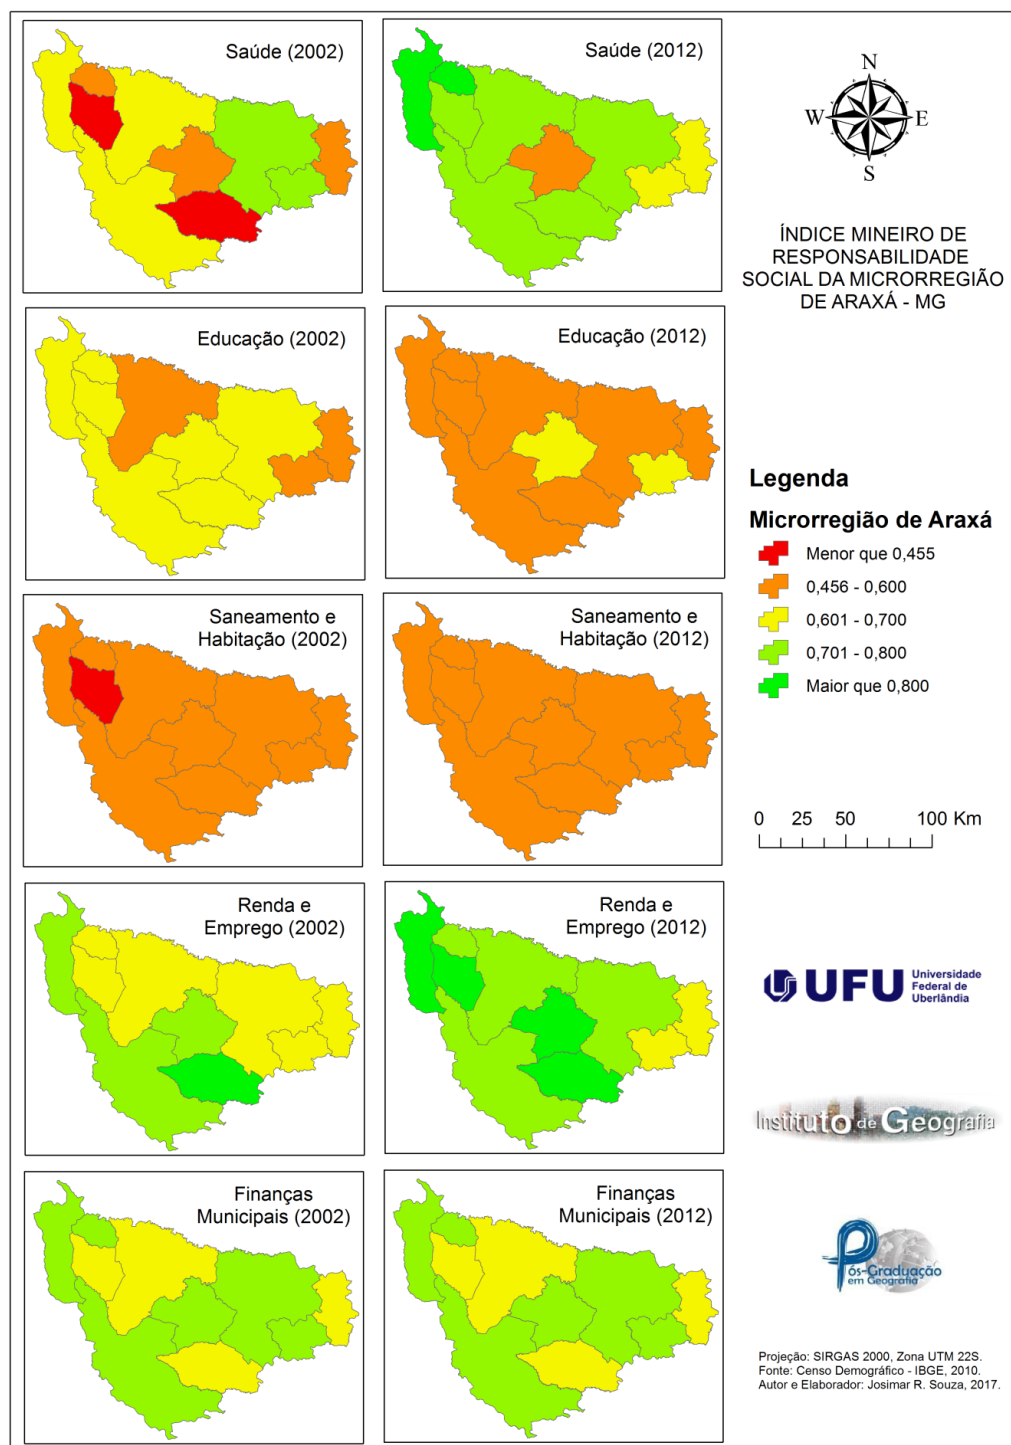 Saúde (2002)
Saúde (2012)
N
W
E
S
ÍNDICE MINEIRO DE
RESPONSABILIDADE
SOCIAL DA MICRORREGIÃO
DE ARAXÁ - MG
Educação (2002)
Educação (2012)
Legenda
Microrregião de Araxá
Menor que 0,455
0,456 - 0,600
0,601 - 0,700
0,701 - 0,800
Maior que 0,800
Saneamento e
Habitação (2002)
Saneamento e
Habitação (2012)
0 25 50 100 Km
Renda e
Emprego (2002)
Renda e
Emprego (2012)
UFU
Universidade
Federal de
Uberlândia
Instituto de Geografia
Finanças
Municipais (2002)
Finanças
Municipais (2012)
Pós-Graduação
em Geografia
Projeção: SIRGAS 2000, Zona UTM 22S.
Fonte: Censo Demográfico - IBGE, 2010.
Autor e Elaborador: Josimar R. Souza, 2017.